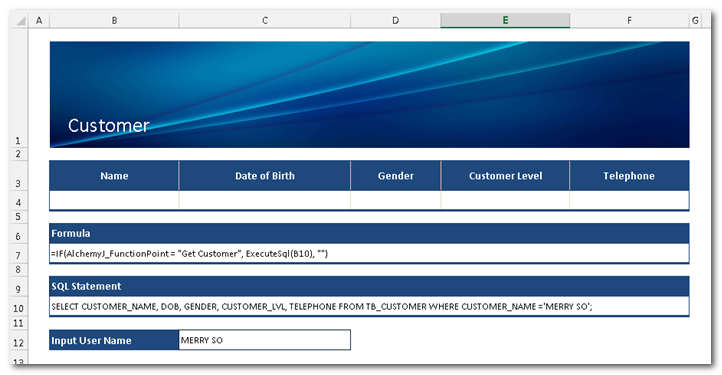 A B C D E F G
Customer
1
2
3 Name Date of Birth Gender Customer Level Telephone
4
5
6 Formula
7 =IF(AlchemyJ_FunctionPoint = "Get Customer", ExecuteSql(B10), "")
8
9 SQL Statement
10 SELECT CUSTOMER_NAME, DOB, GENDER, CUSTOMER_LVL, TELEPHONE FROM TB_CUSTOMER WHERE CUSTOMER_NAME ='MERRY SO';
11
12 Input User Name MERRY SO
13